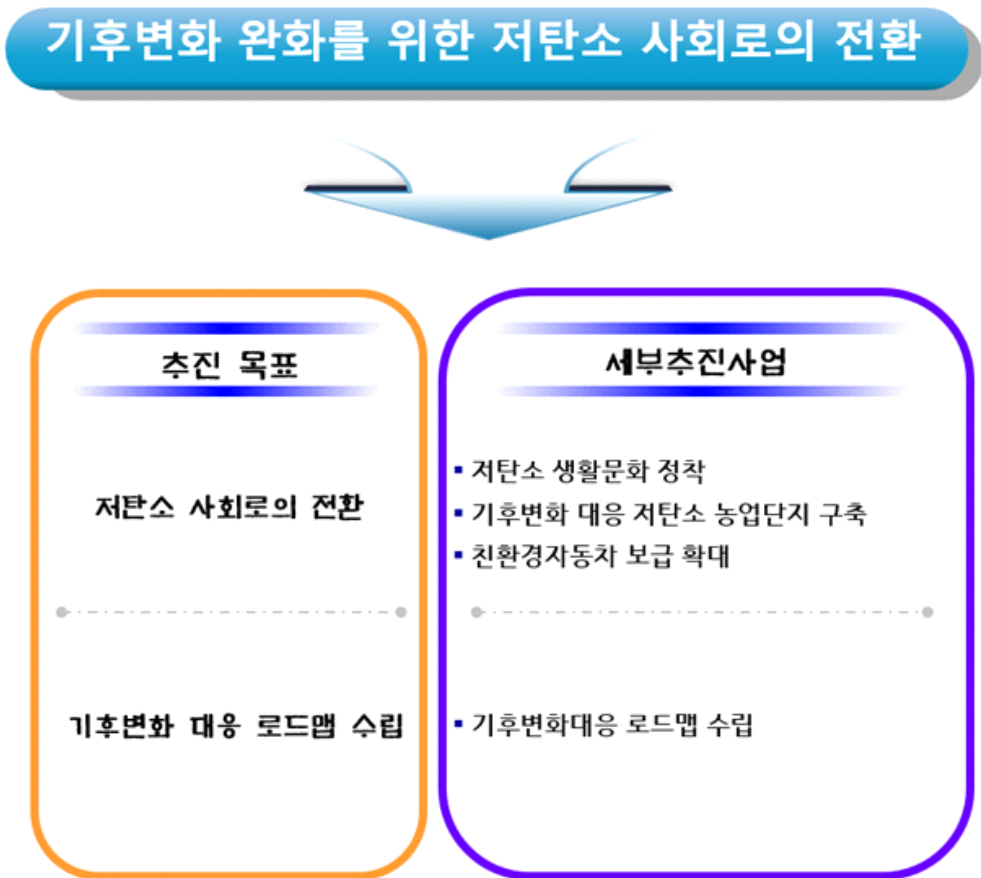 기후변화 완화를 위한 저탄소 사회로의 전환
추진 목표
세부추진사업
저탄소 사회로의 전환
▪ 저탄소 생활문화 정착
▪ 기후변화 대응 저탄소 농업단지 구축
▪ 친환경자동차 보급 확대
기후변화 대응 로드맵 수립
▪ 기후변화대응 로드맵 수립